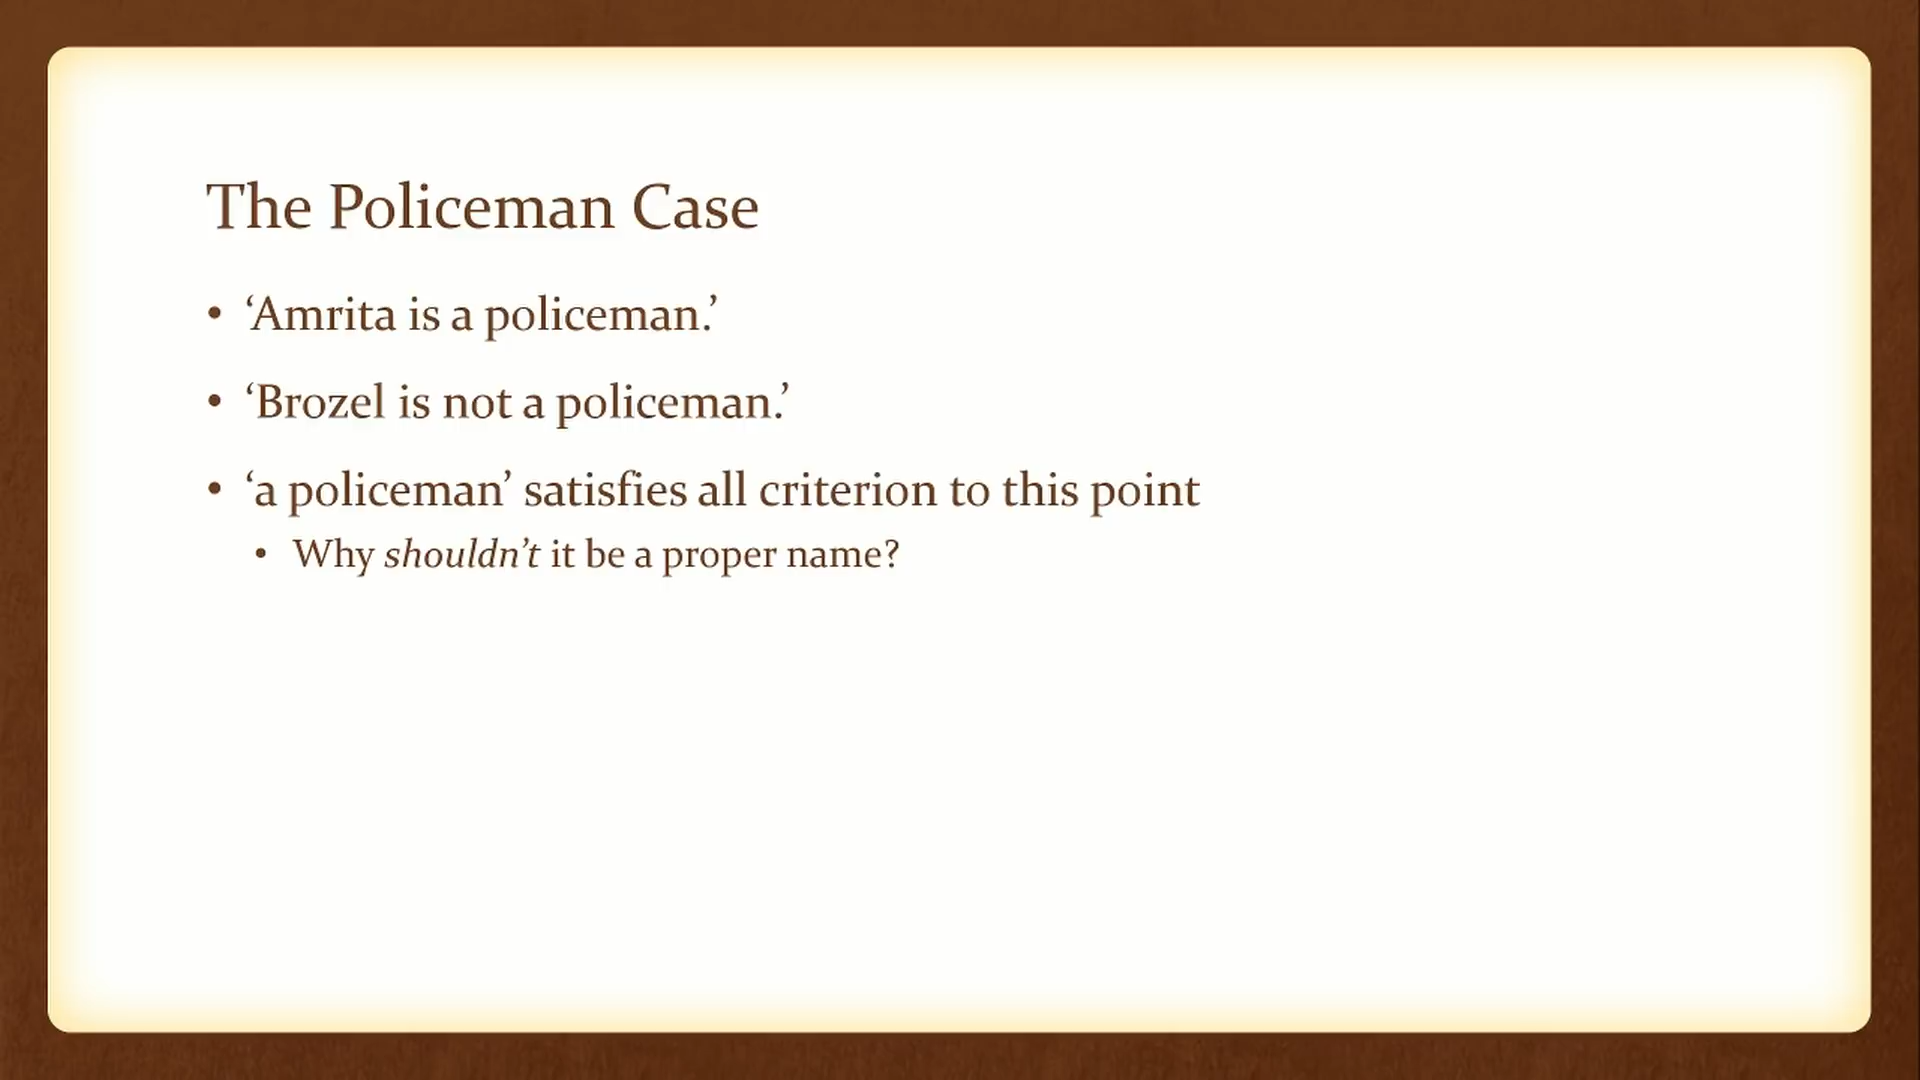 The Policeman Case
• ‘Amrita is a policeman.’
• ‘Brozel is not a policeman.’
• ‘a policeman’ satisfies all criterion to this point
• Why shouldn’t it be a proper name?